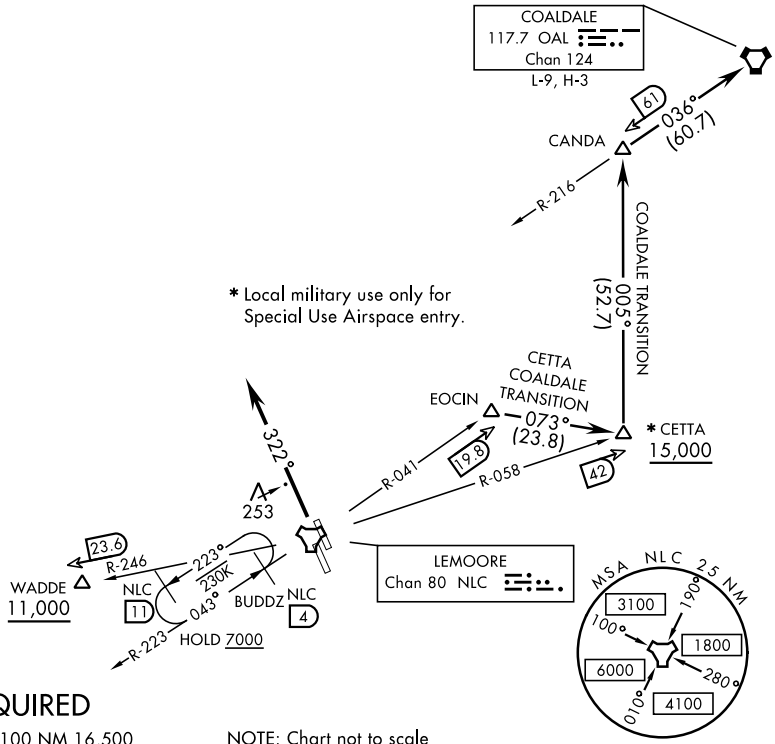 COALDALE
117.7 OAL
Chan 124
L-9, H-3
61
036°
(60.7)
CANDA
R-216
COALDALE TRANSITION
005°
(52.7)
* Local military use only for
Special Use Airspace entry.
CETTA
COALDALE
TRANSITION
EOCIN
073°
(23.8)
* CETTA
15,000
19.8
42
R-041
R-058
322°
253
23.6
R-246
WADDE
11,000
NLC
11
223°
230K
043°
R-223
HOLD 7000
BUDDZ
NLC
4
LEMOORE
Chan 80 NLC
MSA NLC 25 NM
3100
190°
100°
1800
6000
280°
010°
4100
QUIRED
100 NM 16,500
NOTE: Chart not to scale